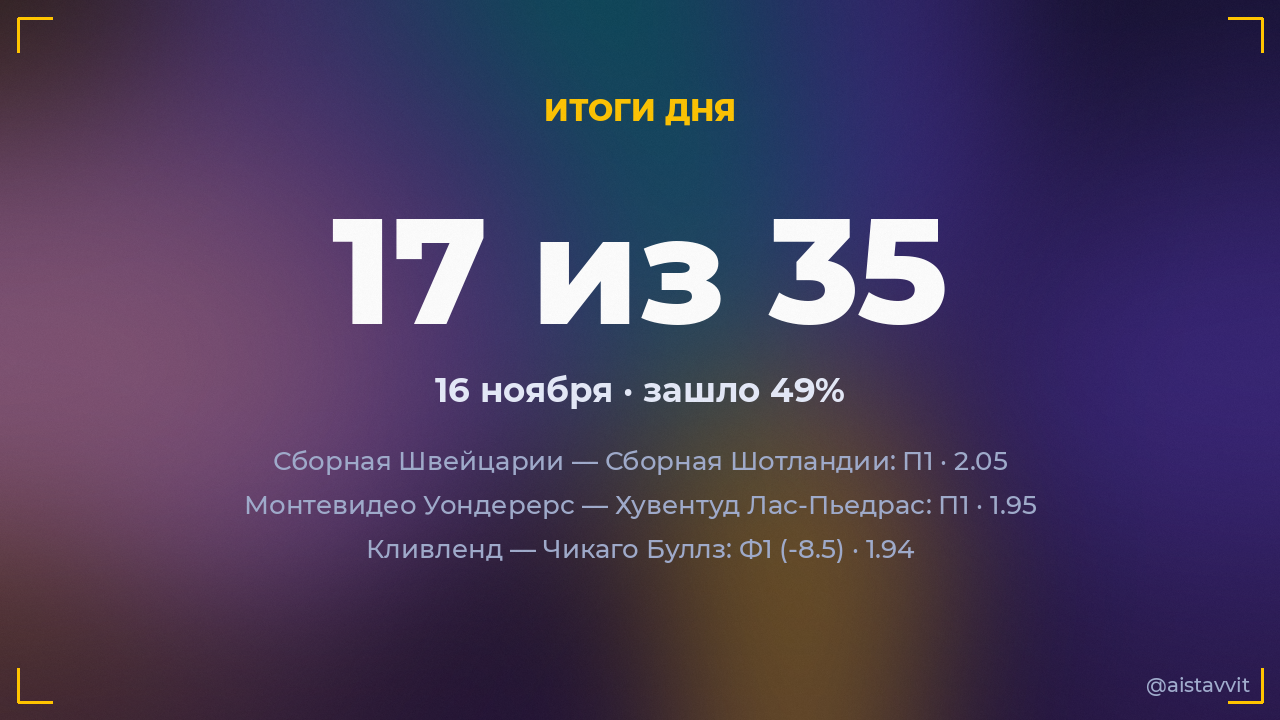 ИТОГИ ДНЯ
17 из 35
16 ноября · зашло 49%
Сборная Швейцарии — Сборная Шотландии: П1 · 2.05
Монтевидео Уондерерс — Хувентуд Лас-Пьедрас: П1 · 1.95
Кливленд — Чикаго Буллз: Ф1 (-8.5) · 1.94
@aistavvit